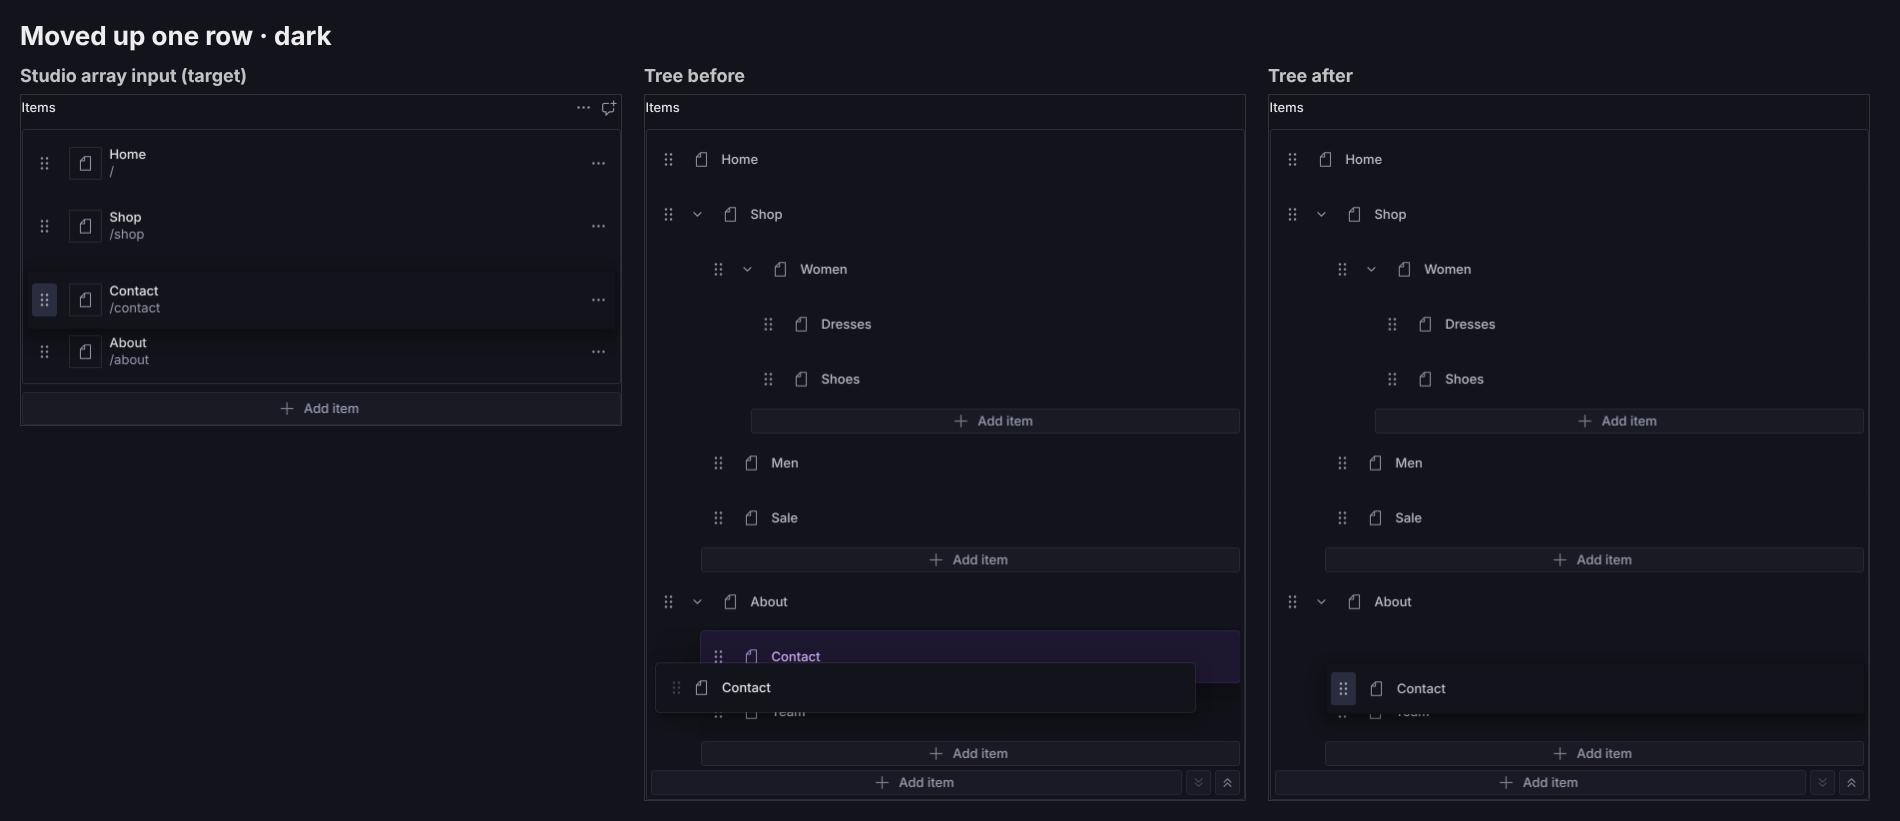 Moved up one row · dark
Studio array input (target)
Items
Home
/
Shop
/shop
Contact
/contact
About
/about
Add item
Tree before
Items
Home
Shop
Women
Dresses
Shoes
Add item
Men
Sale
Add item
About
Contact
Contact
Team
Add item
Add item
Tree after
Items
Home
Shop
Women
Dresses
Shoes
Add item
Men
Sale
Add item
About
Contact
Team
Add item
Add item